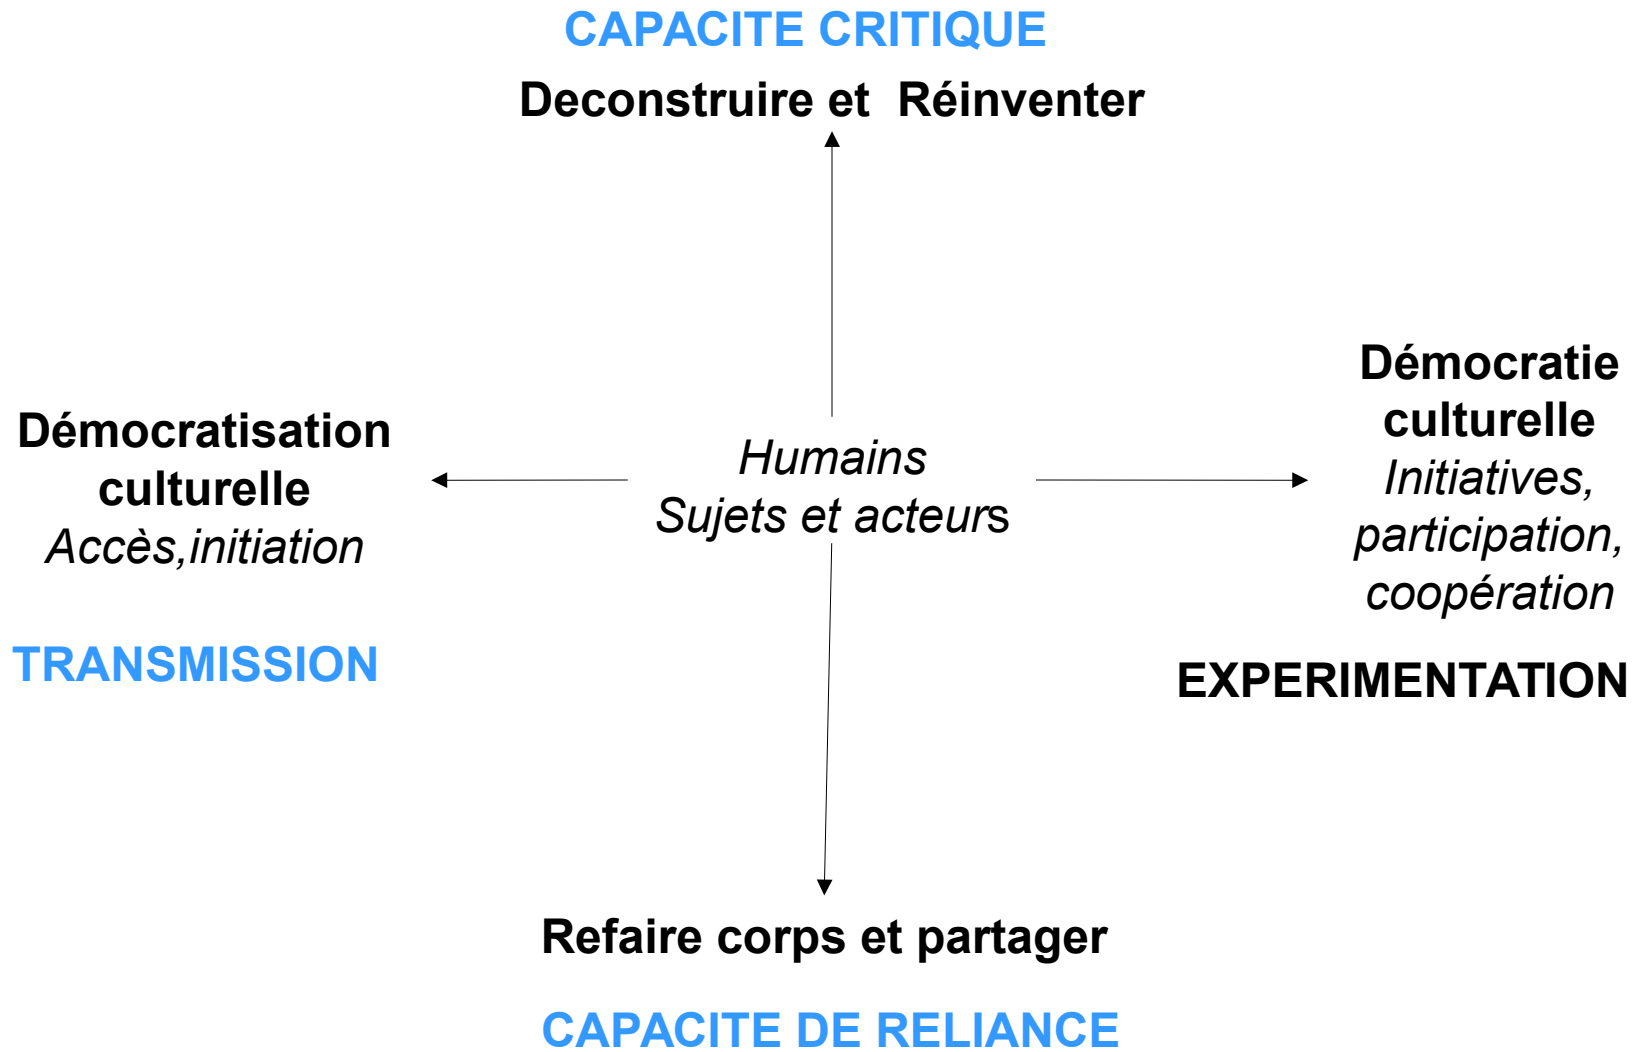 CAPACITE CRITIQUE
Deconstruire et  Réinventer
Démocratisation
culturelle
Accès,initiation
TRANSMISSION
Humains
Sujets et acteurs
Démocratie
culturelle
Initiatives,
participation,
coopération
EXPERIMENTATION
Refaire corps et partager
CAPACITE DE RELIANCE